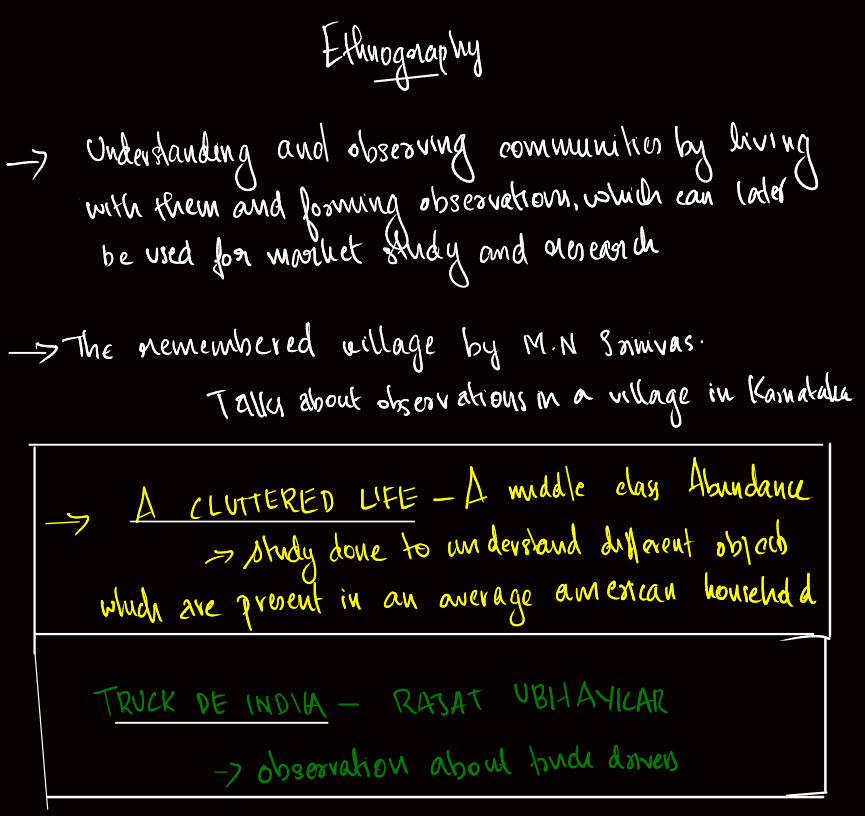 Ethnography
→ Understanding and observing communities by living
with them and forming observations, which can later
be used for market study and research
→ The remembered village by M.N Srinivas.
Talks about observations in a village in Karnataka
→ A CLUTTERED LIFE - A middle class Abundance
→ study done to understand different objects
which are present in an average american household
TRUCK DE INDIA - RAJAT UBHAYKAR
→ observation about truck drivers